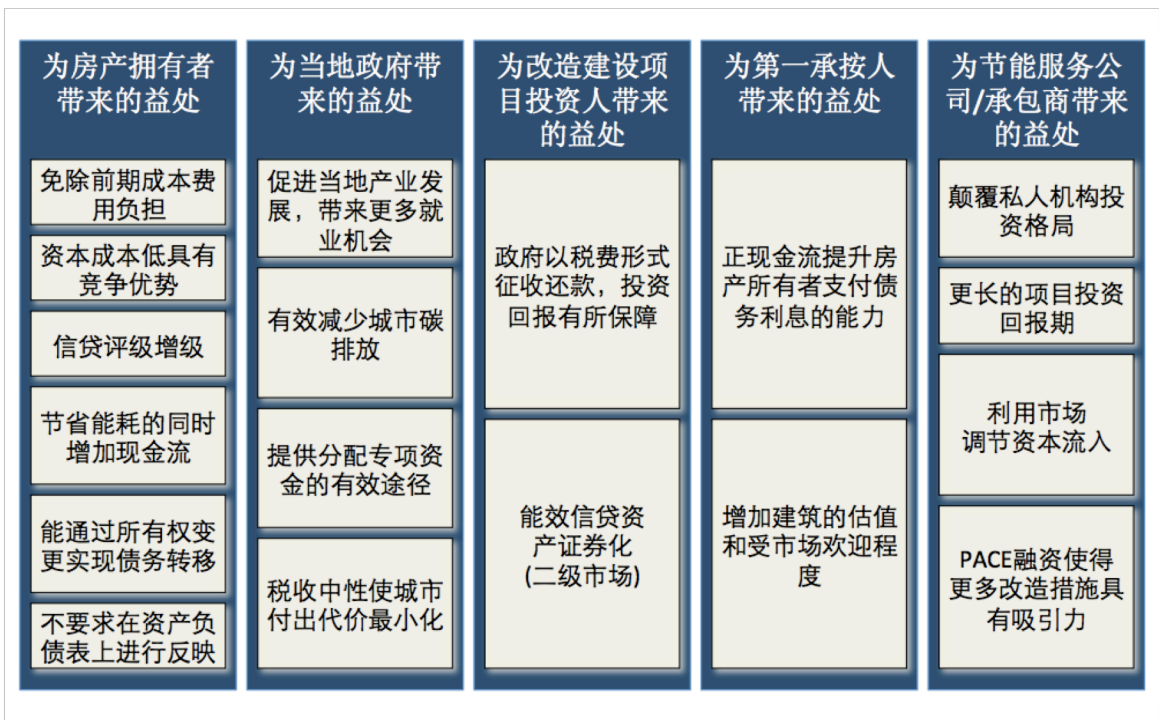 为房产拥有者
带来的益处
免除前期成本费
用负担
资本成本低具有
竞争优势
信贷评级增级
节省能耗的同时
增加现金流
能通过所有权变
更实现债务转移
不要求在资产负
债表上进行反映
为当地政府带
来的益处
促进当地产业发
展，带来更多就
业机会
有效减少城市碳
排放
提供分配专项资
金的有效途径
税收中性使城市
付出代价最小化
为改造建设项
目投资人带来
的益处
政府以税费形式
征收还款，投资
回报有所保障
能效信贷资
产证券化
(二级市场)
为第一承按人
带来的益处
正现金流提升房
产所有者支付债
务利息的能力
增加建筑的估值
和受市场欢迎程
度
为节能服务公
司/承包商带来
的益处
颠覆私人机构投
资格局
更长的项目投资
回报期
利用市场
调节资本流入
PACE融资使得
更多改造措施具
有吸引力